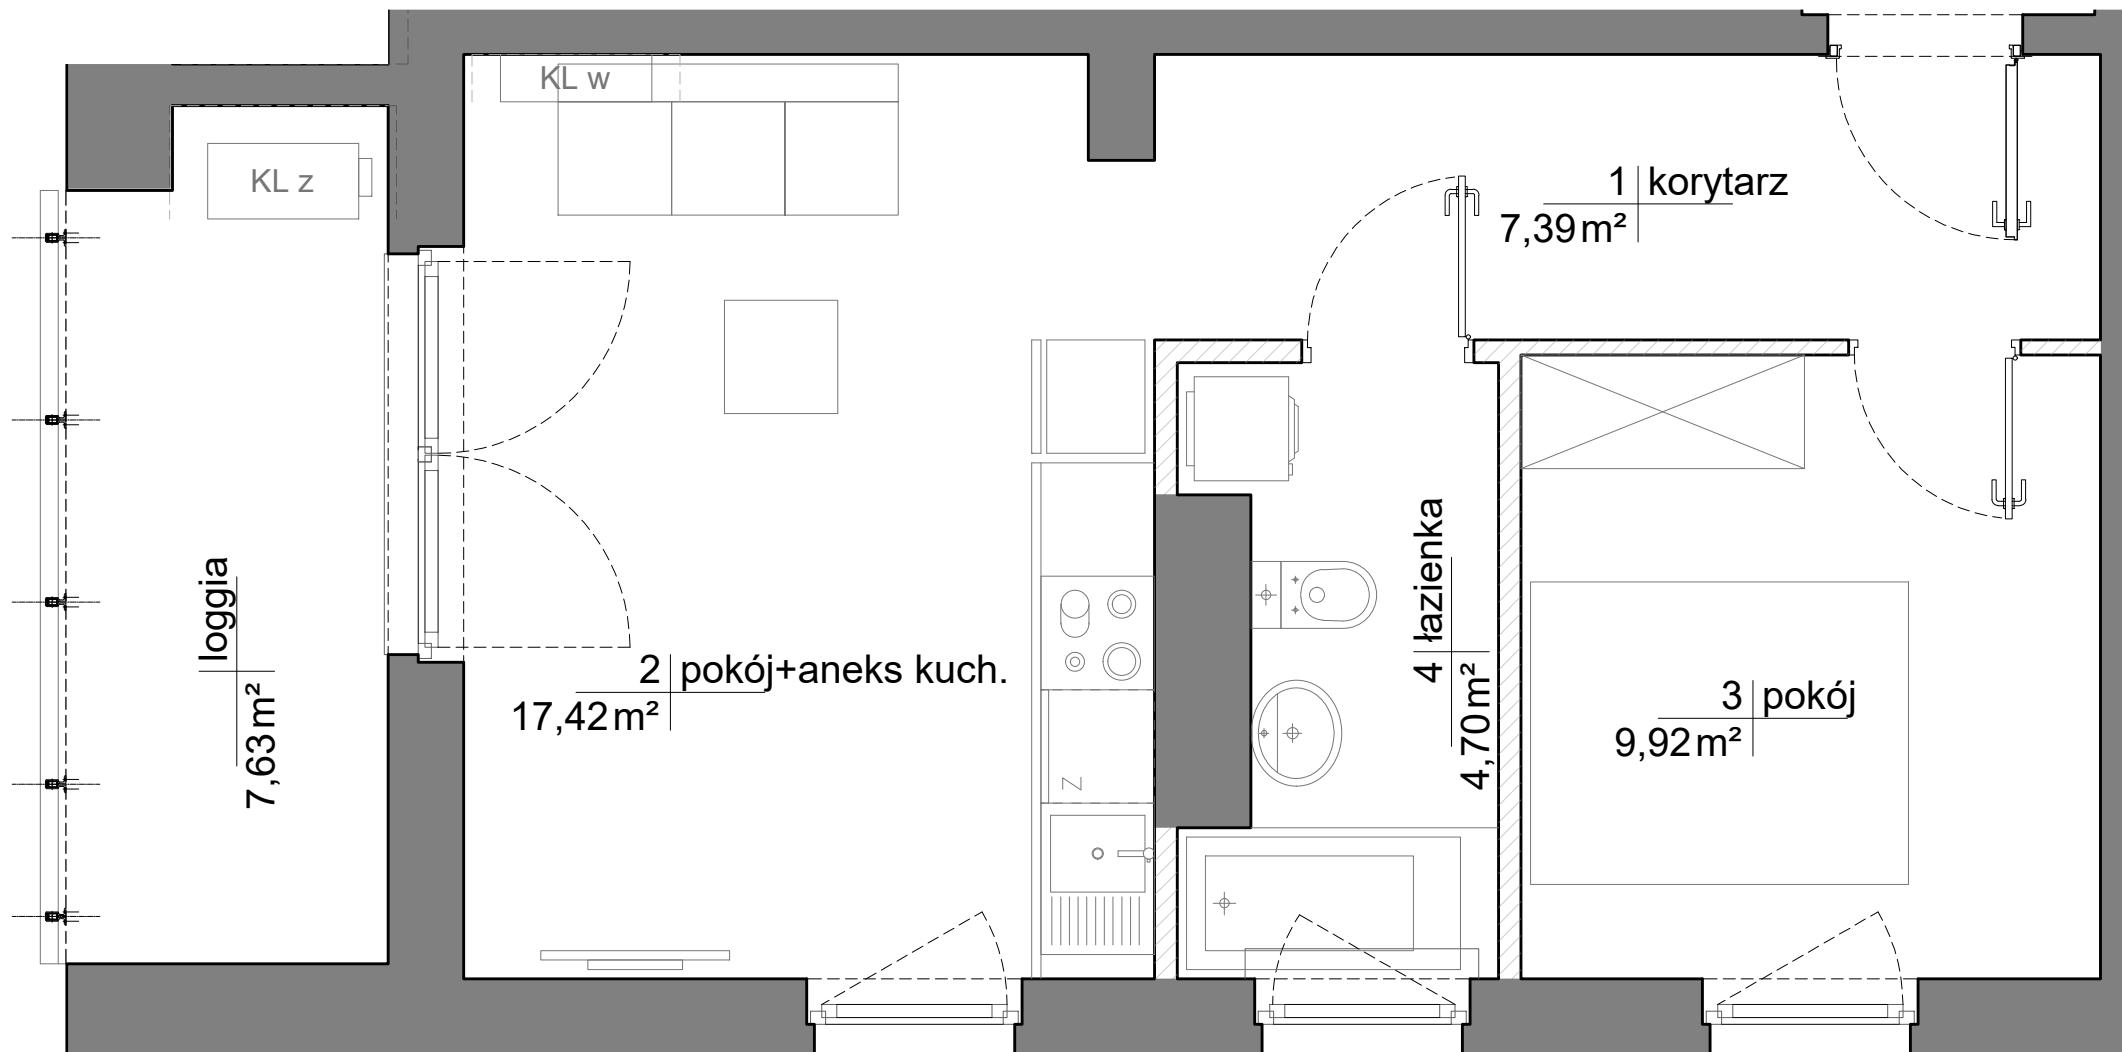 KL w
KL z
1 korytarz
7,39 m²
loggia
7,63 m²
2 pokój+aneks kuch.
17,42 m²
Z
4 łazienka
4,70 m²
3 pokój
9,92 m²